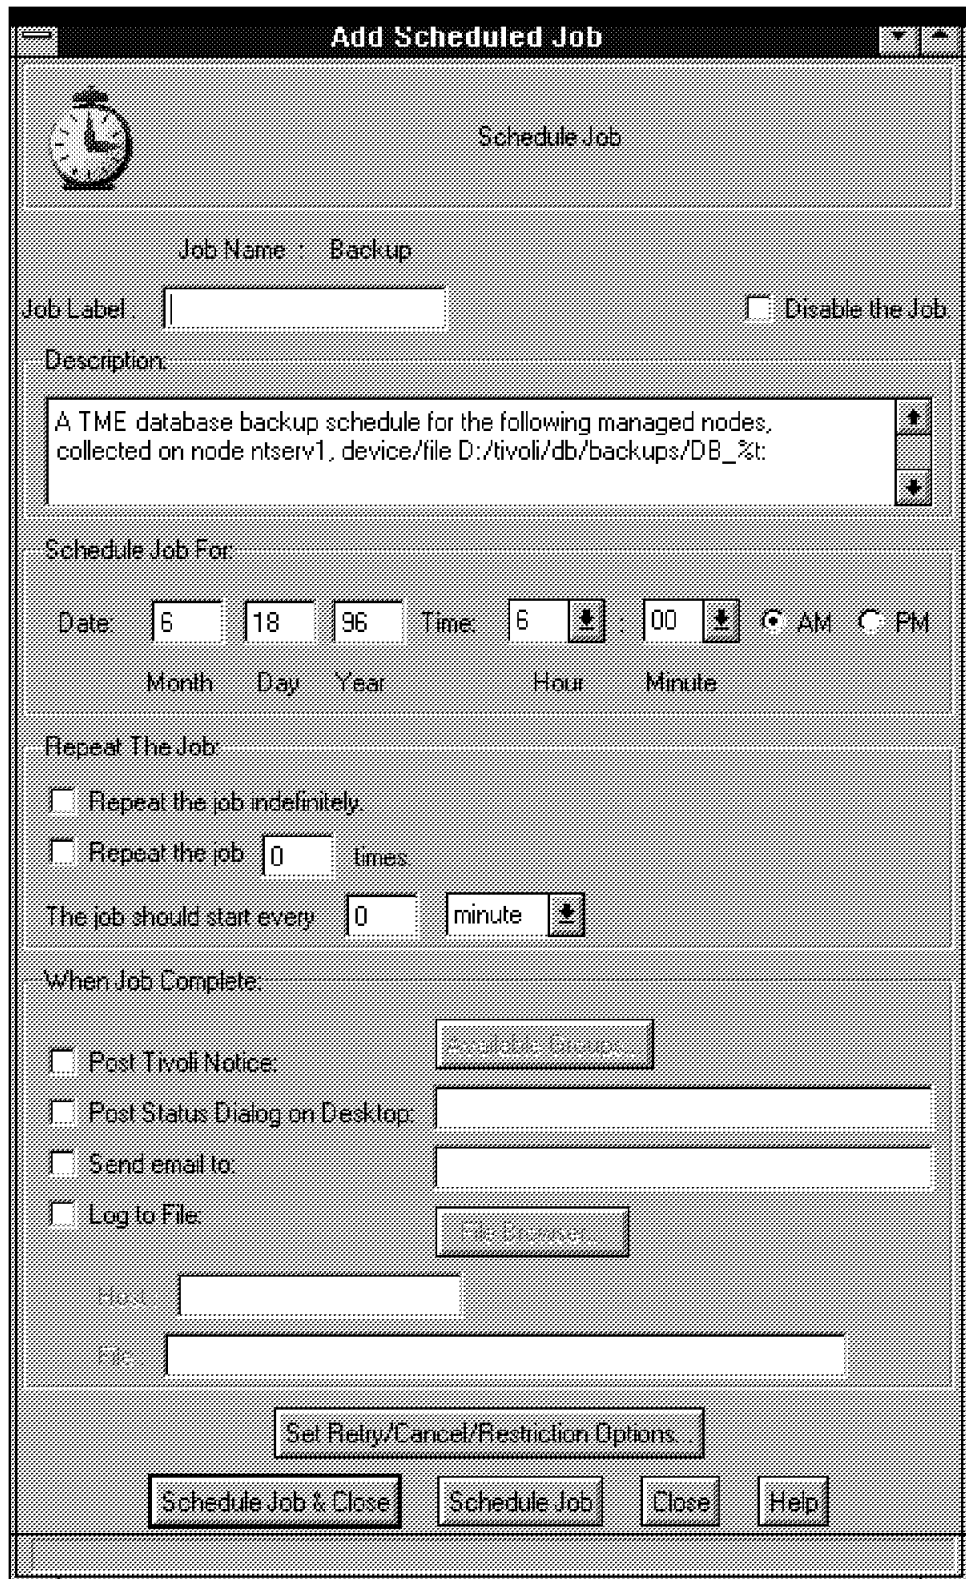 Add Scheduled Job
Schedule Job
Job Name : Backup
Job Label:
Disable the Job
Description:
A TME database backup schedule for the following managed nodes,
collected on node ntserv1, device/file D:/tivoli/db/backups/DB_%t:
Schedule Job For:
Date: 6 18 96 Time: 6 : 00 AM PM
Month Day Year Hour Minute
Repeat The Job:
Repeat the job indefinitely.
Repeat the job 0 times.
The job should start every 0 minute
When Job Complete:
Available Groups...
Post Tivoli Notice:
Post Status Dialog on Desktop:
Send email to:
Log to File:
File Browser...
Host:
File:
Set Retry/Cancel/Restriction Options...
Schedule Job & Close Schedule Job Close Help